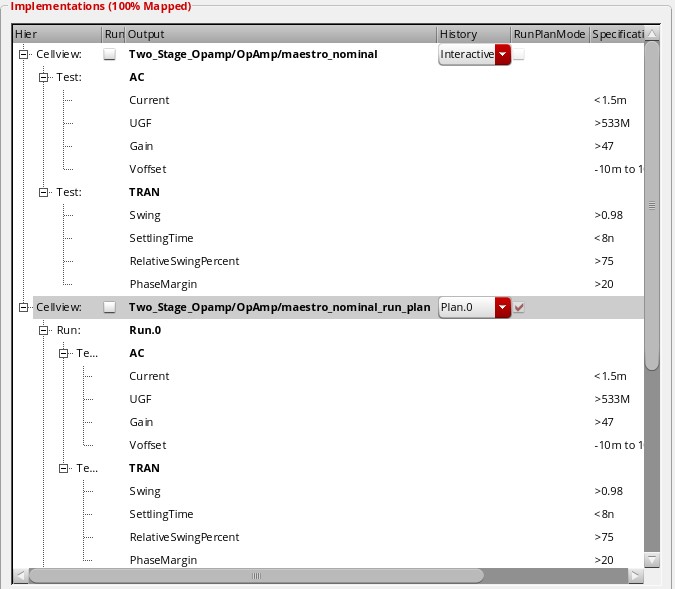 Implementations (100% Mapped)
Hier Run Output History RunPlanMode Specificati
Cellview: Two_Stage_Opamp/OpAmp/maestro_nominal Interactive
Test: AC
Current <1.5m
UGF >533M
Gain >47
Voffset -10m to 1
Test: TRAN
Swing >0.98
SettlingTime <8n
RelativeSwingPercent >75
PhaseMargin >20
Cellview: Two_Stage_Opamp/OpAmp/maestro_nominal_run_plan Plan.0
Run: Run.0
Te... AC
Current <1.5m
UGF >533M
Gain >47
Voffset -10m to 1
Te... TRAN
Swing >0.98
SettlingTime <8n
RelativeSwingPercent >75
PhaseMargin >20